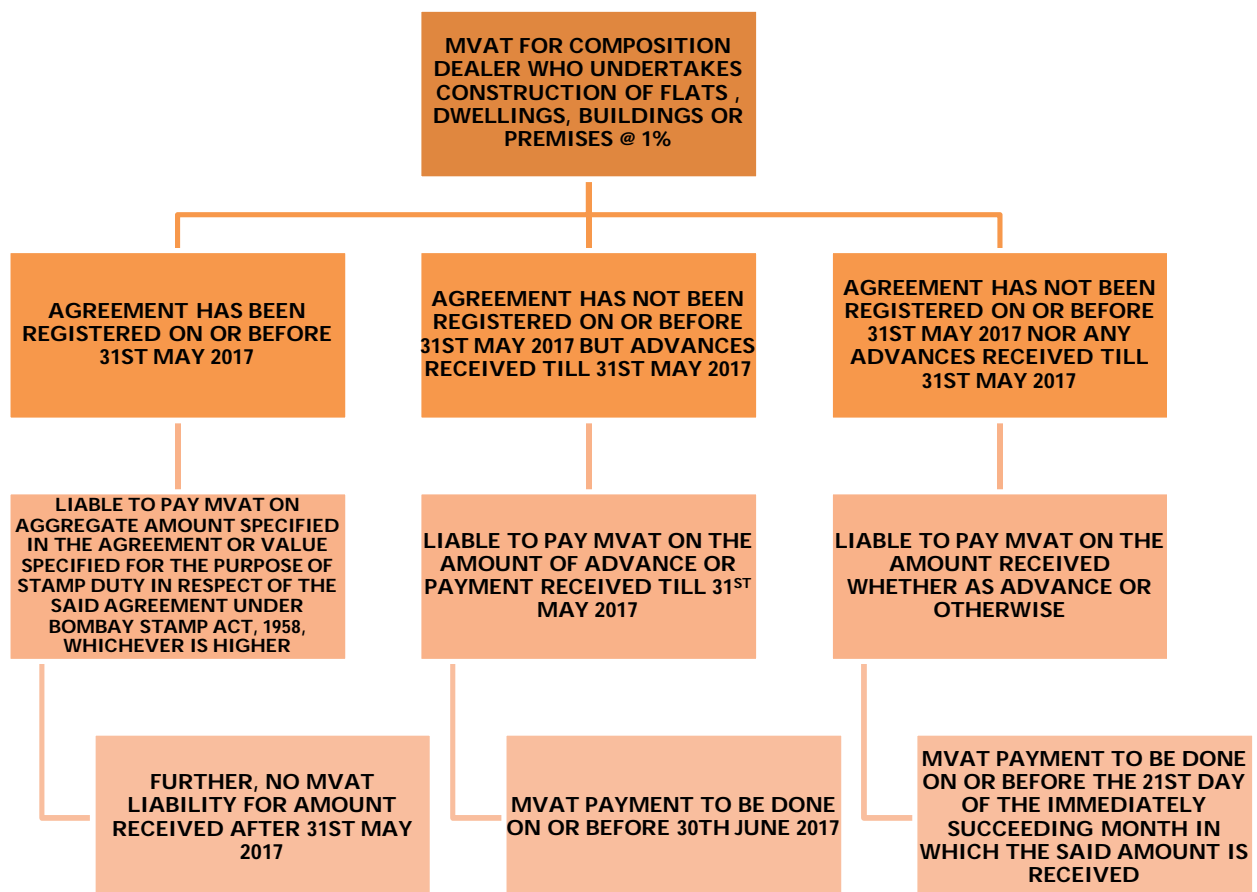 MVAT FOR COMPOSITION
DEALER WHO UNDERTAKES
CONSTRUCTION OF FLATS ,
DWELLINGS, BUILDINGS OR
PREMISES @ 1%
AGREEMENT HAS BEEN
REGISTERED ON OR BEFORE
31ST MAY 2017
AGREEMENT HAS NOT BEEN
REGISTERED ON OR BEFORE
31ST MAY 2017 BUT ADVANCES
RECEIVED TILL 31ST MAY 2017
AGREEMENT HAS NOT BEEN
REGISTERED ON OR BEFORE
31ST MAY 2017 NOR ANY
ADVANCES RECEIVED TILL
31ST MAY 2017
LIABLE TO PAY MVAT ON
AGGREGATE AMOUNT SPECIFIED
IN THE AGREEMENT OR VALUE
SPECIFIED FOR THE PURPOSE OF
STAMP DUTY IN RESPECT OF THE
SAID AGREEMENT UNDER
BOMBAY STAMP ACT, 1958,
WHICHEVER IS HIGHER
LIABLE TO PAY MVAT ON THE
AMOUNT OF ADVANCE OR
PAYMENT RECEIVED TILL 31ST
MAY 2017
LIABLE TO PAY MVAT ON THE
AMOUNT RECEIVED
WHETHER AS ADVANCE OR
OTHERWISE
FURTHER, NO MVAT
LIABILITY FOR AMOUNT
RECEIVED AFTER 31ST MAY
2017
MVAT PAYMENT TO BE DONE
ON OR BEFORE 30TH JUNE 2017
MVAT PAYMENT TO BE DONE
ON OR BEFORE THE 21ST DAY
OF THE IMMEDIATELY
SUCCEEDING MONTH IN
WHICH THE SAID AMOUNT IS
RECEIVED